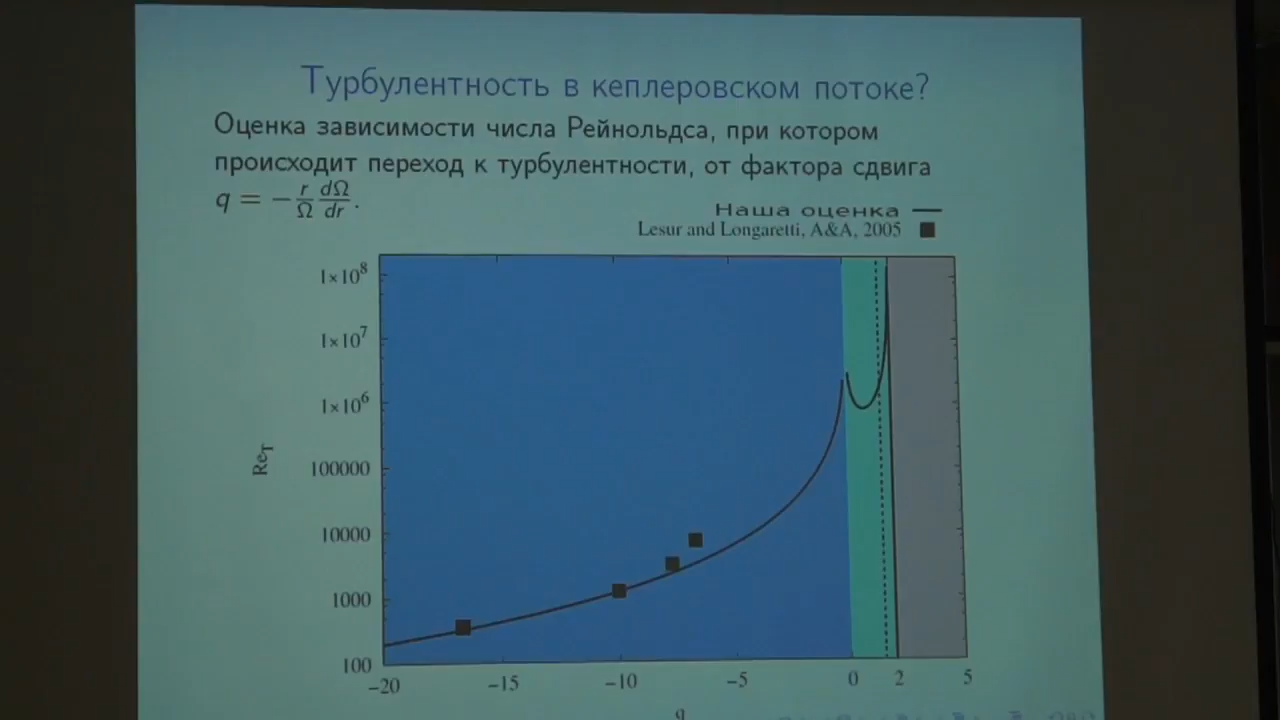 Турбулентность в кеплеровском потоке?
Оценка зависимости числа Рейнольдса, при котором
происходит переход к турбулентности, от фактора сдвига
q = −\frac{r}{Ω}\frac{dΩ}{dr}.
Наша оценка
Lesur and Longaretti, A&A, 2005
1×10⁸
1×10⁷
1×10⁶
100000
10000
1000
100
Re_T
−20 −15 −10 −5 0 2 5
q